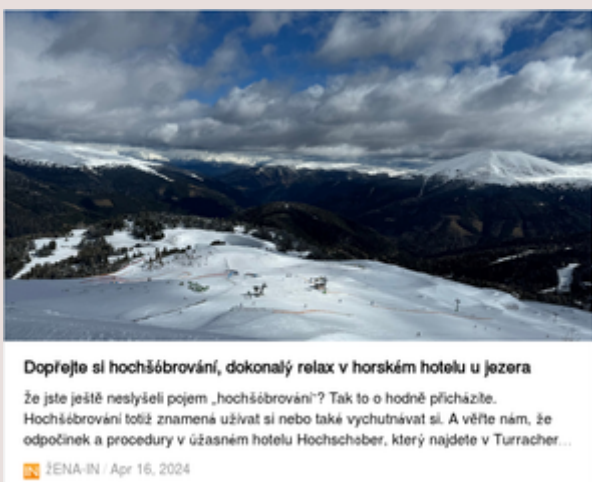 Dopřejte si hochšóbrování, dokonalý relax v horském hotelu u jezera
Že jste ještě neslyšeli pojem „hochšóbrování“? Tak to o hodně přicházíte.
Hochšóbrování totiž znamená užívat si nebo také vychutnávat si. A věřte nám, že
odpočinek a procedury v úžasném hotelu Hochschober, který najdete v Turracher...
IN ŽENA-IN / Apr 16, 2024